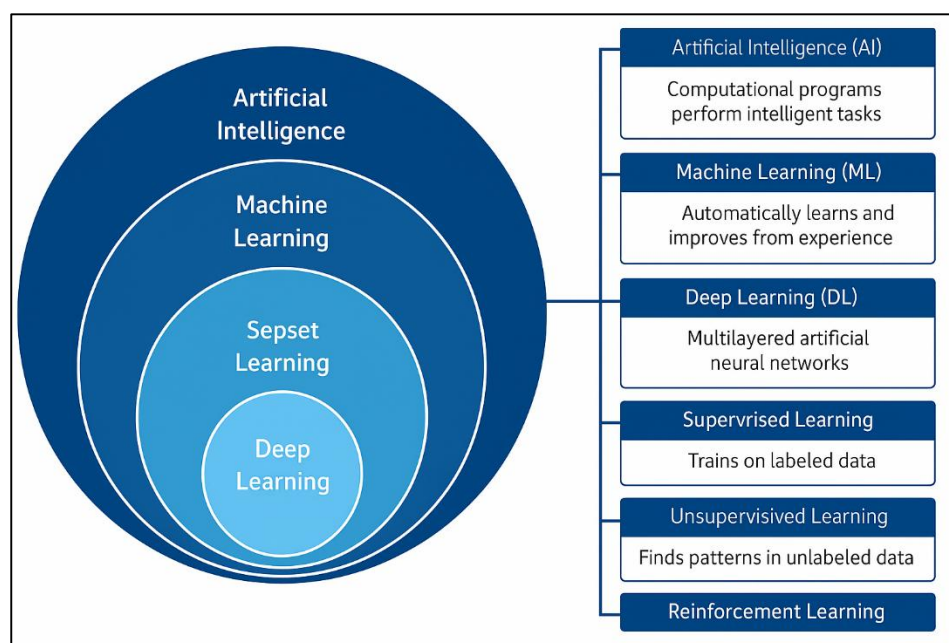 Artificial
Intelligence
Machine
Learning
Sepset
Learning
Deep
Learning
Artificial Intelligence (AI)
Computational programs
perform intelligent tasks
Machine Learning (ML)
Automatically learns and
improves from experience
Deep Learning (DL)
Multilayered artificial
neural networks
Supervrised Learning
Trains on labeled data
Unsupervisived Learning
Finds patterns in unlabeled data
Reinforcement Learning